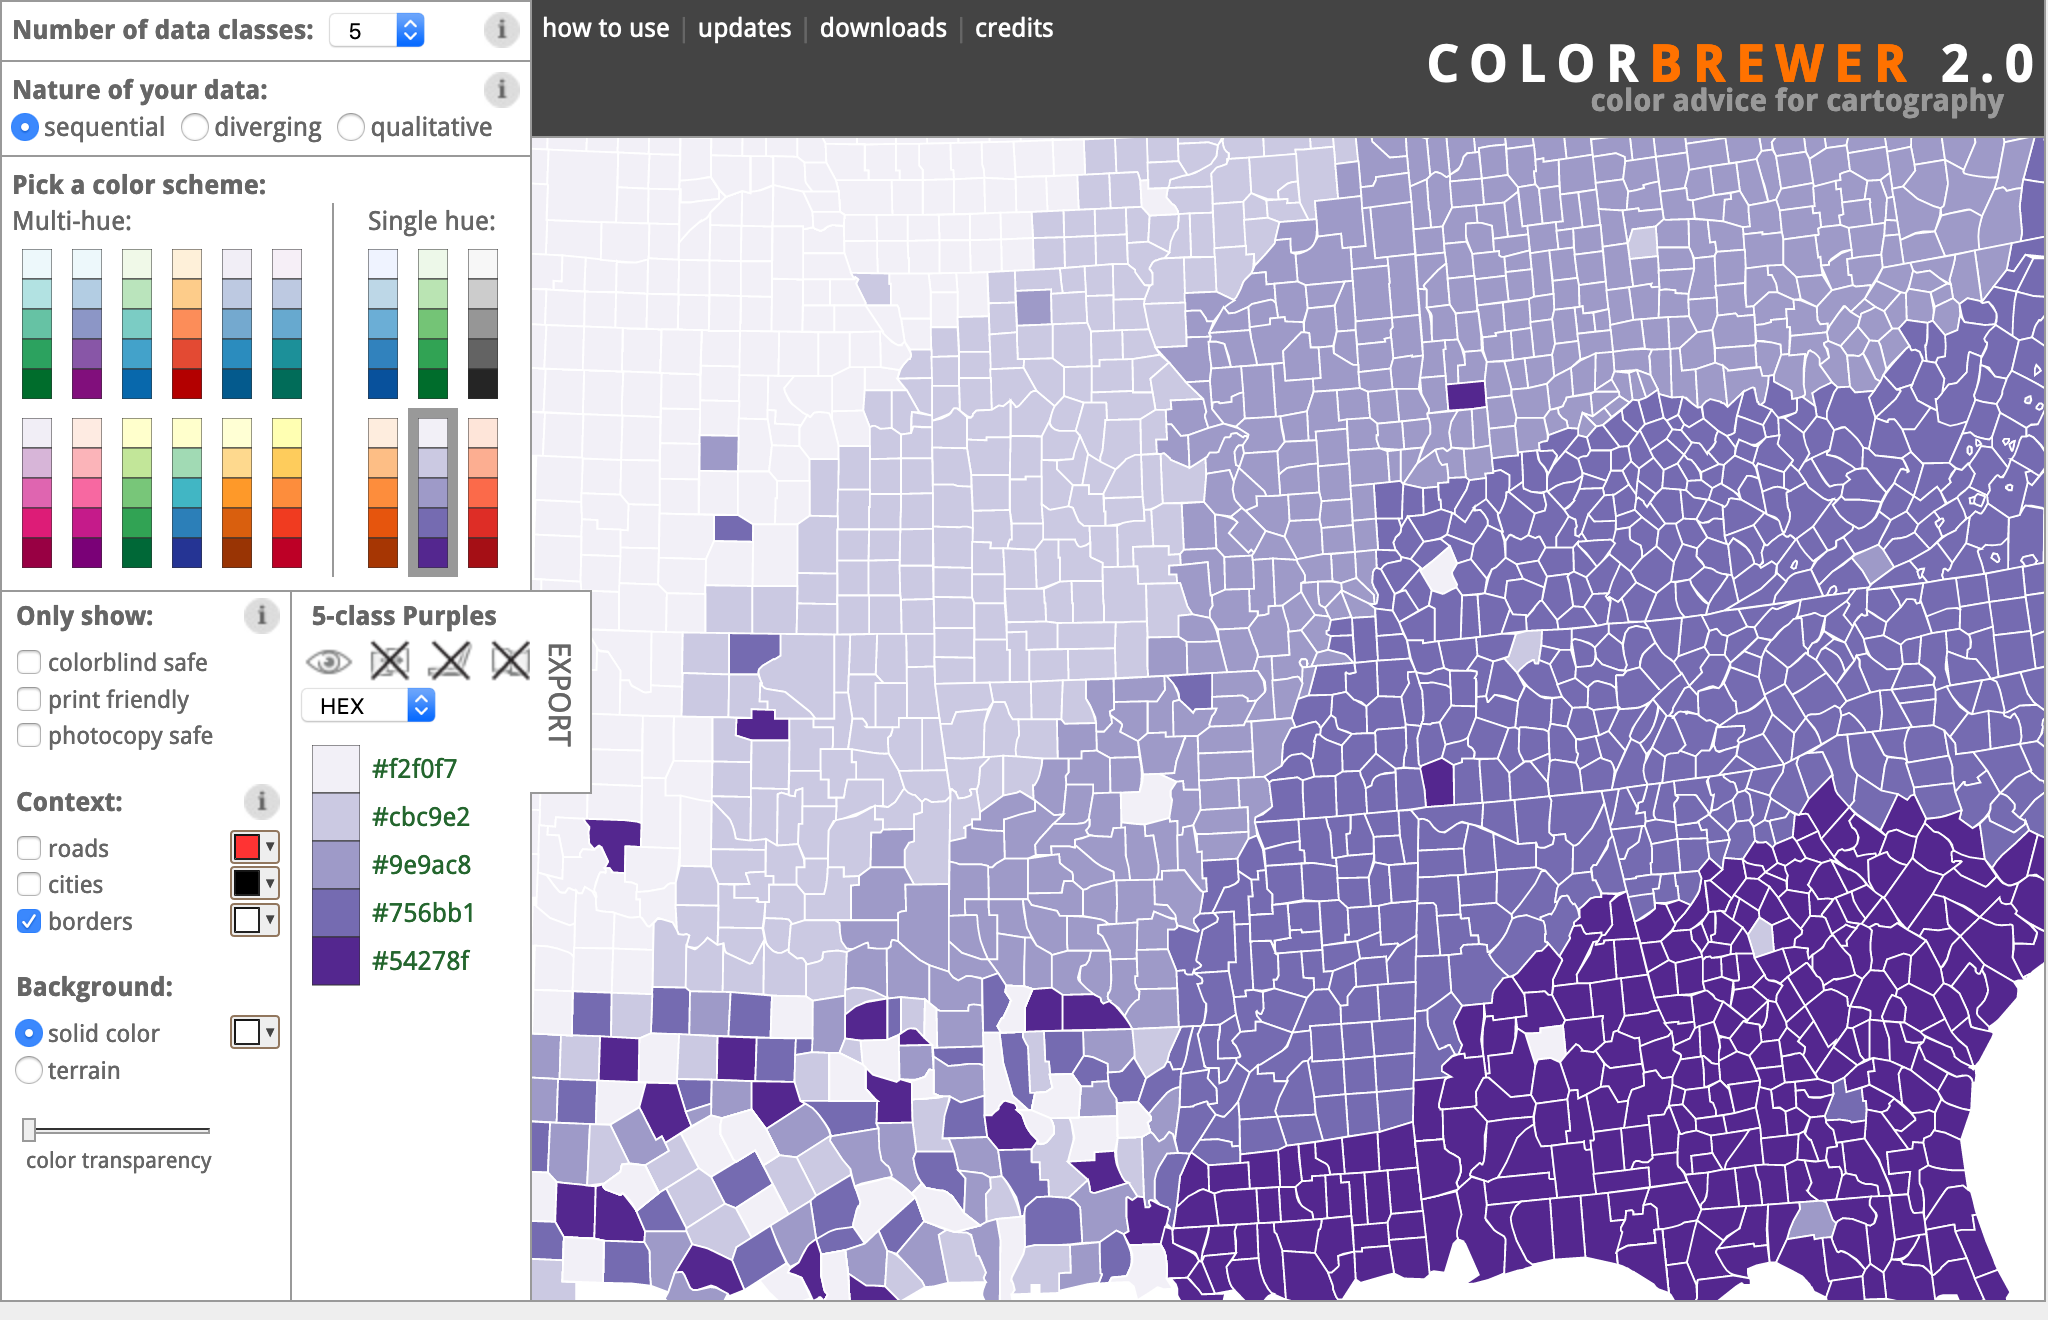 Number of data classes: 5 i
how to use | updates | downloads | credits
COLORBREWER 2.0
color advice for cartography
Nature of your data: i
sequential diverging qualitative
Pick a color scheme:
Multi-hue: Single hue:
Only show: i
colorblind safe
print friendly
photocopy safe
Context: i
roads
cities
borders
Background:
solid color
terrain
color transparency
5-class Purples
HEX
EXPORT
#f2f0f7
#cbc9e2
#9e9ac8
#756bb1
#54278f